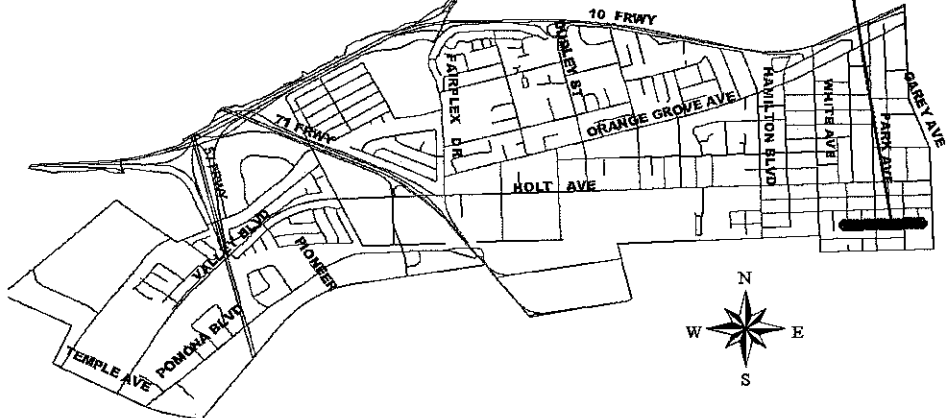 10 FRWY
DUDLEY ST
FAIRPLEX DR
HAMILTON BLVD
WHITE AVE
PARK AVE
GAREY AVE
71 FRWY
ORANGE GROVE AVE
57 FRWY
HOLT AVE
VALLEY BLVD
PIONEER
POMONA BLVD
TEMPLE AVE
N
W
E
S